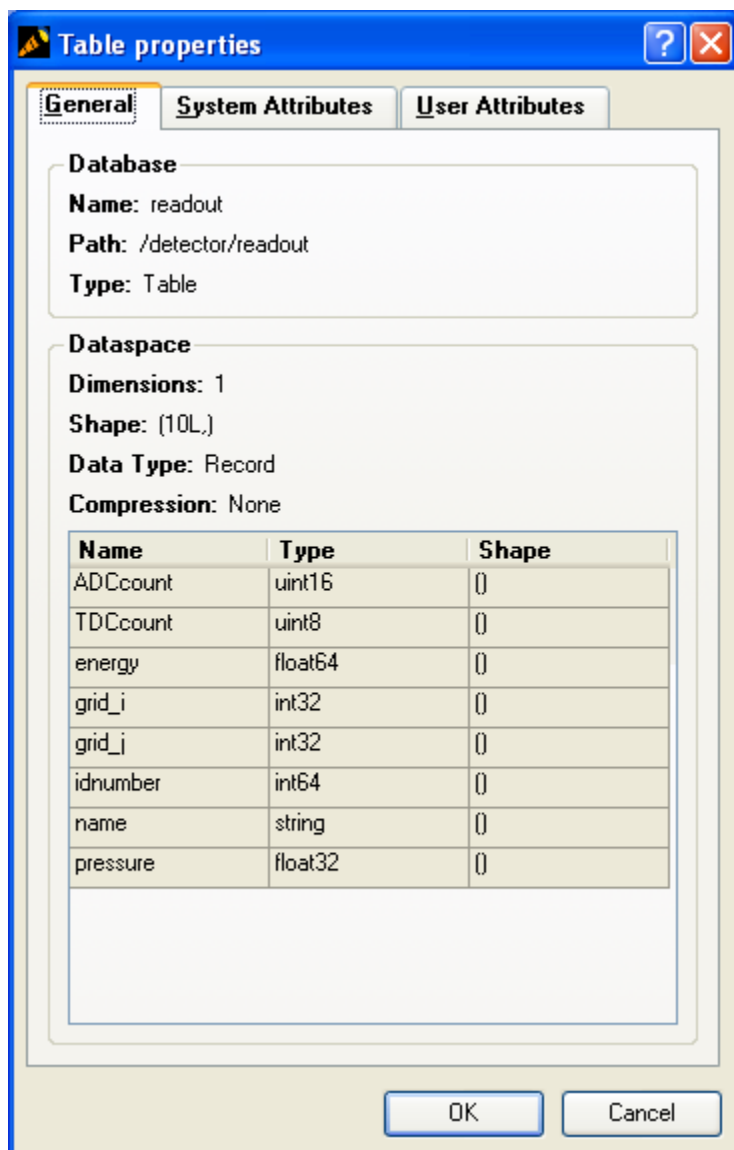 Table properties
General System Attributes User Attributes
Database
Name: readout
Path: /detector/readout
Type: Table
Dataspace
Dimensions: 1
Shape: (10L,)
Data Type: Record
Compression: None
Name Type Shape
ADCcount uint16 ()
TDCcount uint8 ()
energy float64 ()
grid_i int32 ()
grid_j int32 ()
idnumber int64 ()
name string ()
pressure float32 ()
OK Cancel